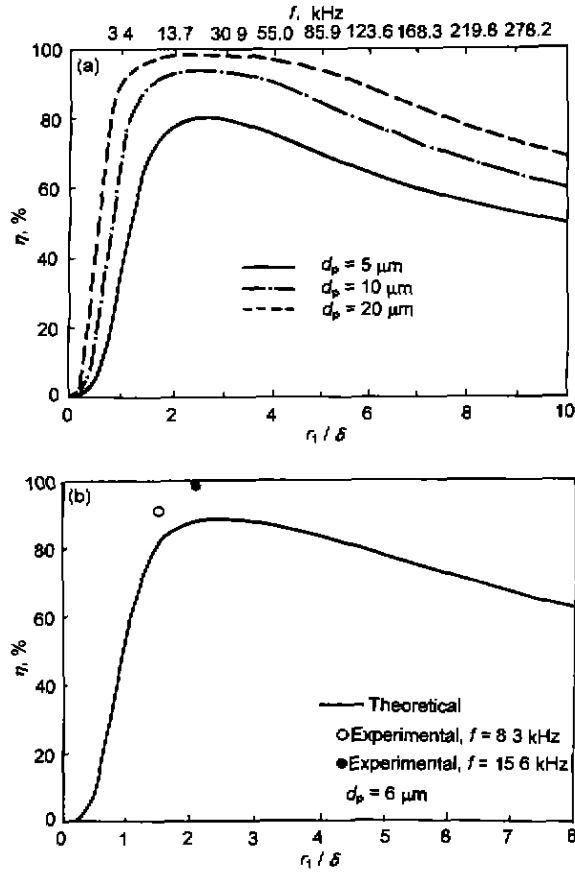 f, kHz
3 4 13.7 30 9 55.0 85.9 123.6 168.3 219.8 278.2
100
(a)
80
60
η, %
40
20
0
d_p = 5 μm
d_p = 10 μm
d_p = 20 μm
0 2 4 6 8 10
r_1 / δ
100
(b)
80
60
η, %
40
20
0
Theoretical
Experimental, f = 8 3 kHz
Experimental, f = 15 6 kHz
d_p = 6 μm
0 1 2 3 4 5 6 7 8
r_1 / δ